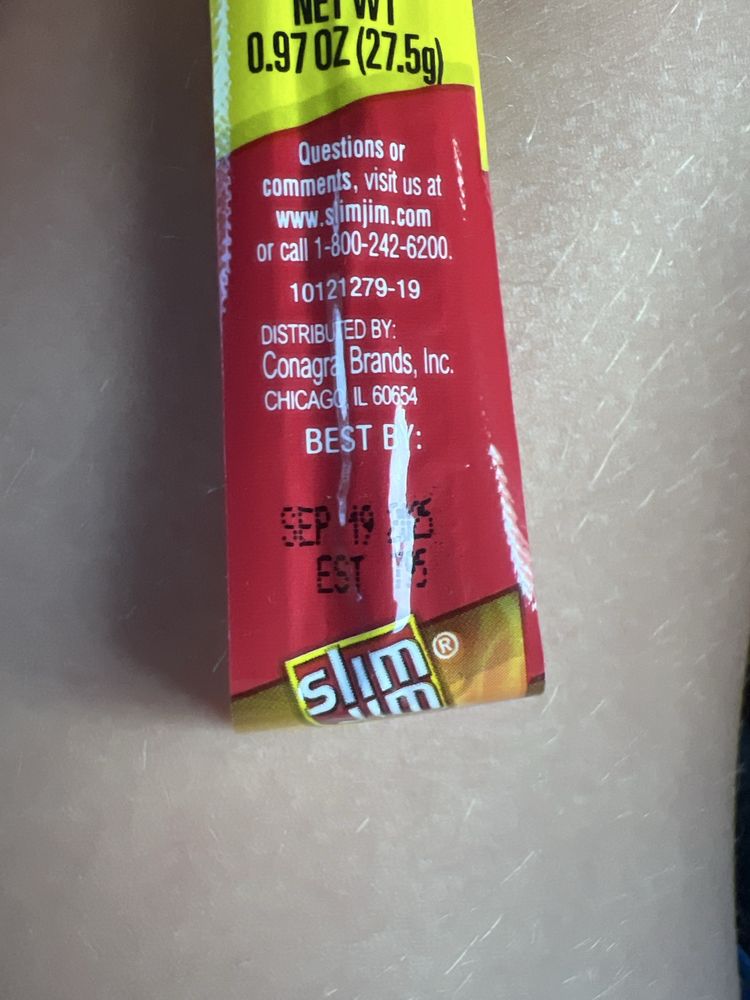 NET WT
0.97 OZ (27.5g)
Questions or
comments, visit us at
www.slimjim.com
or call 1-800-242-6200.
10121279-19
DISTRIBUTED BY:
Conagra Brands, Inc.
CHICAGO, IL 60654
BEST BY:
SEP 19
EST
slim
jim
®